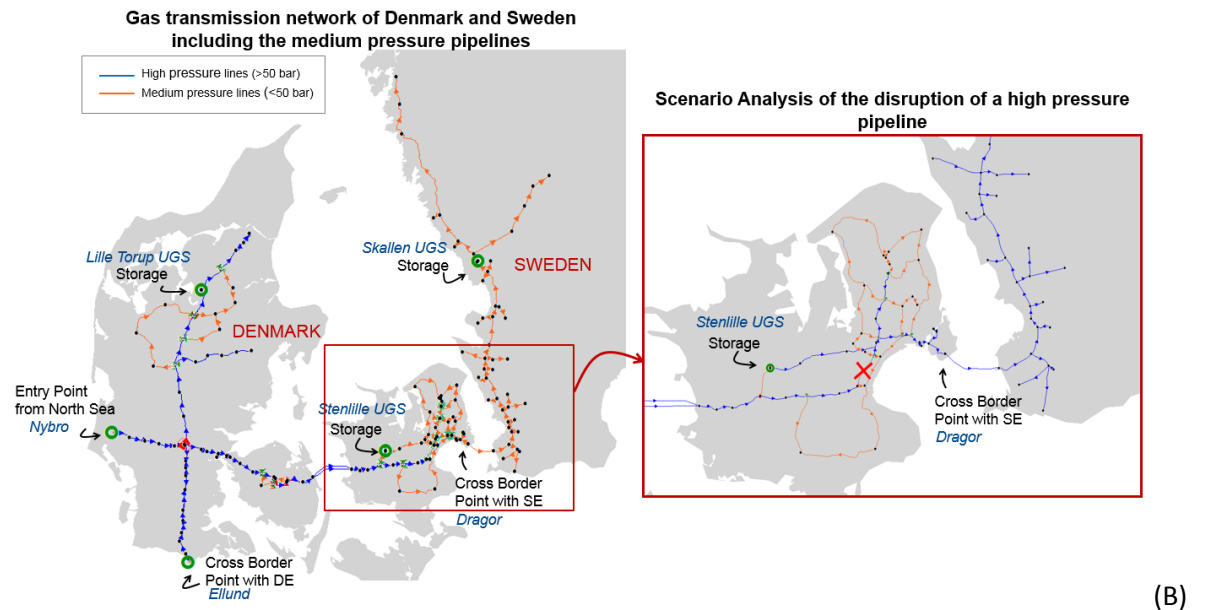 Gas transmission network of Denmark and Sweden
including the medium pressure pipelines
High pressure lines (>50 bar)
Medium pressure lines (<50 bar)
Lille Torup UGS
Storage
DENMARK
Skallen UGS
Storage
SWEDEN
Entry Point
from North Sea
Nybro
Stenlille UGS
Storage
Cross Border
Point with SE
Dragor
Cross Border
Point with DE
Ellund
Scenario Analysis of the disruption of a high pressure
pipeline
Stenlille UGS
Storage
Cross Border
Point with SE
Dragor
(B)